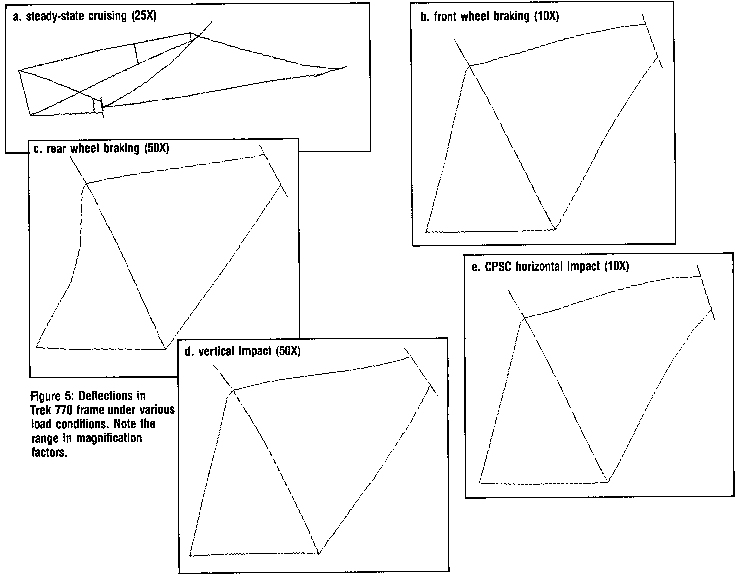 a. steady-state cruising (25X)
b. front wheel braking (10X)
c. rear wheel braking (50X)
e. CPSC horizontal impact (10X)
d. vertical impact (50X)
Figure 5: Deflections in
Trek 770 frame under various
load conditions. Note the
range in magnification
factors.